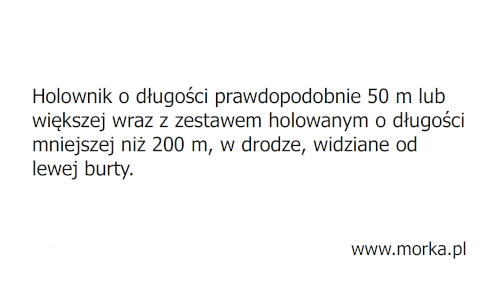 Holownik o długości prawdopodobnie 50 m lub
większej wraz z zestawem holowanym o długości
mniejszej niż 200 m, w drodze, widziane od
lewej burty.
www.morka.pl